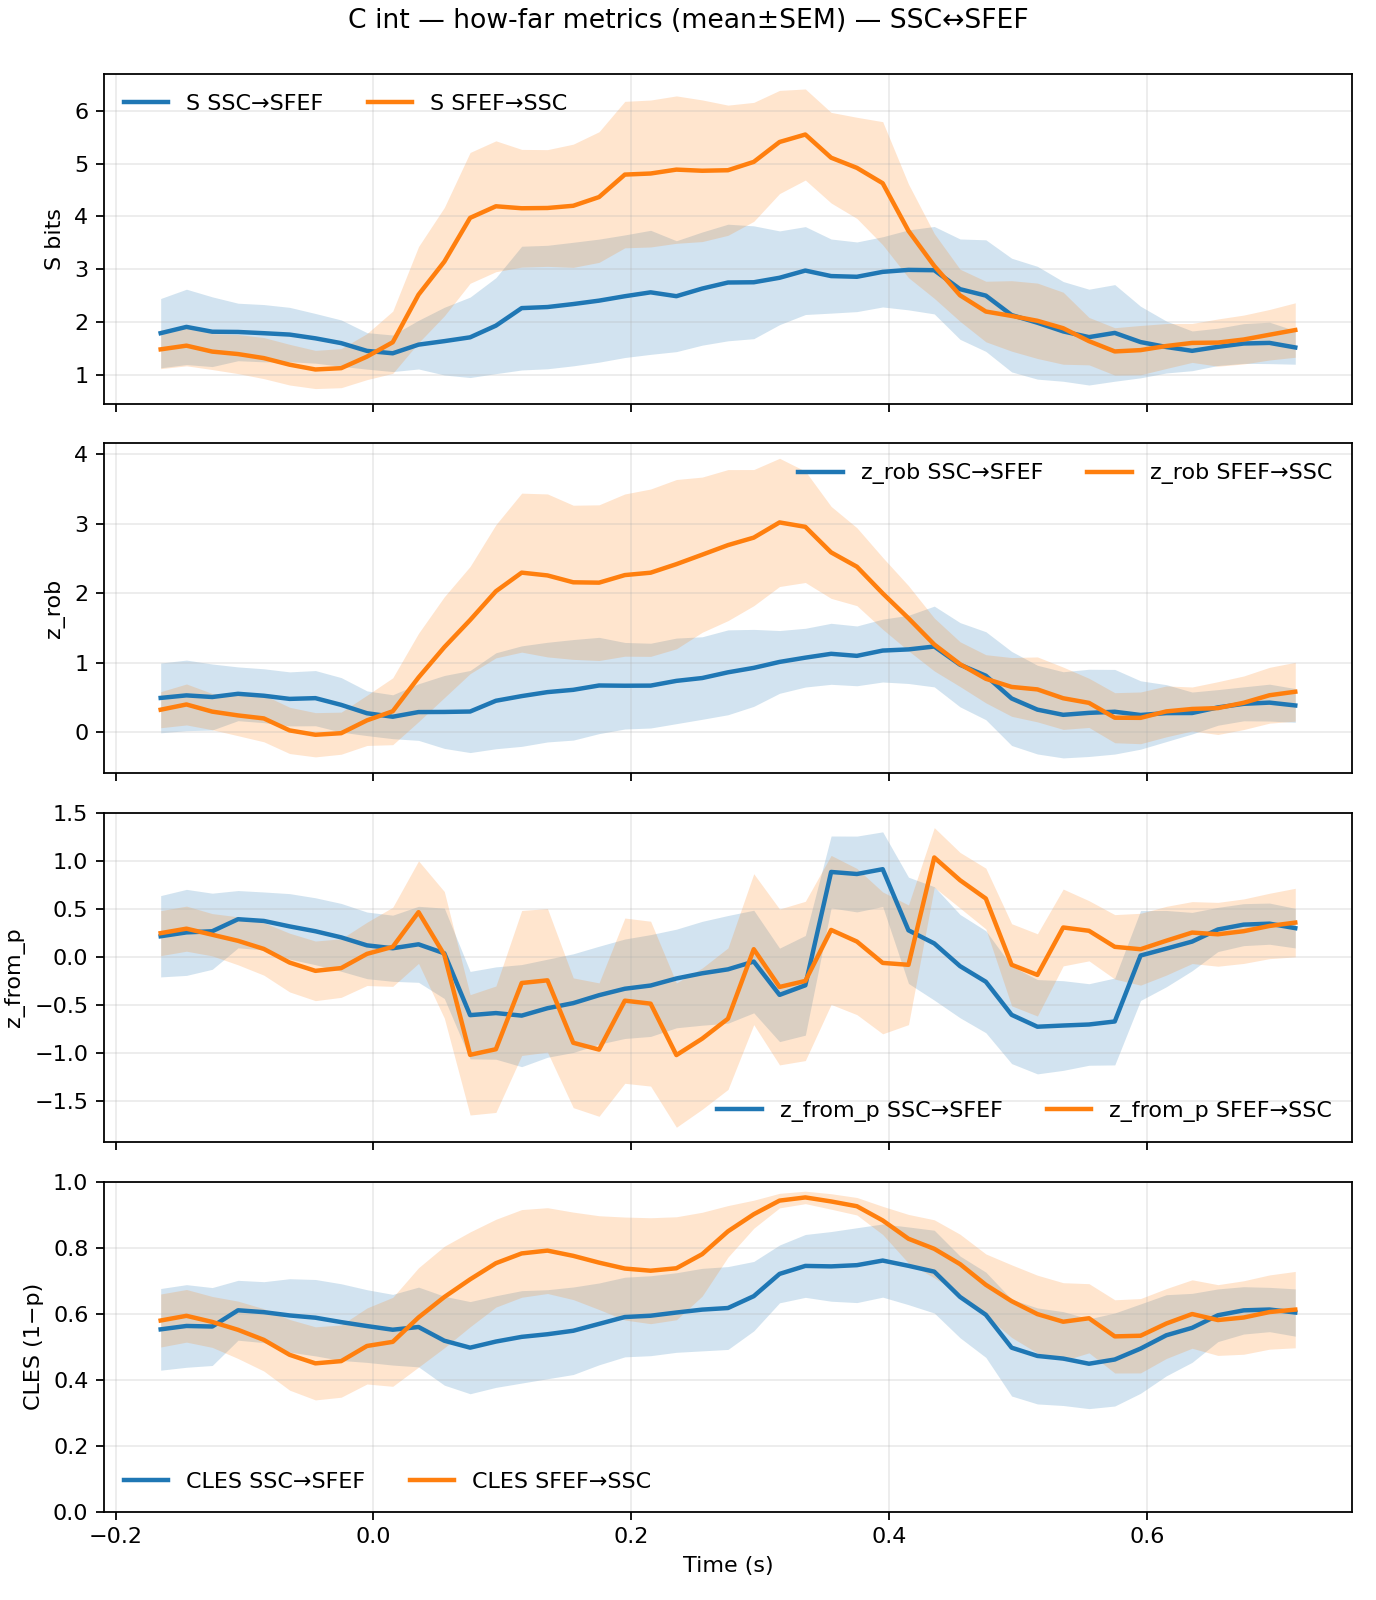 C int — how-far metrics (mean±SEM) — SSC↔SFEF
S SSC→SFEF S SFEF→SSC
6
5
4
3
2
1
S bits
z_rob SSC→SFEF z_rob SFEF→SSC
4
3
2
1
0
z_rob
1.5
1.0
0.5
0.0
−0.5
−1.0
−1.5
z_from_p
z_from_p SSC→SFEF z_from_p SFEF→SSC
1.0
0.8
0.6
0.4
0.2
0.0
CLES (1−p)
CLES SSC→SFEF CLES SFEF→SSC
−0.2 0.0 0.2 0.4 0.6
Time (s)